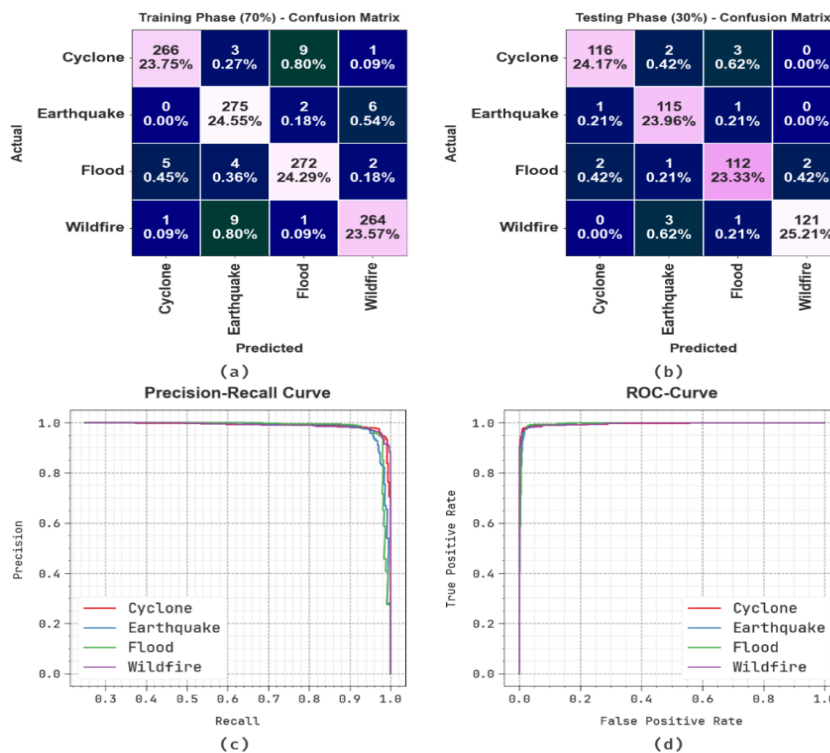 Training Phase (70%) - Confusion Matrix
Actual
Cyclone
266
23.75%
3
0.27%
9
0.80%
1
0.09%
Earthquake
0
0.00%
275
24.55%
2
0.18%
6
0.54%
Flood
5
0.45%
4
0.36%
272
24.29%
2
0.18%
Wildfire
1
0.09%
9
0.80%
1
0.09%
264
23.57%
Cyclone
Earthquake
Flood
Wildfire
Predicted
(a)
Testing Phase (30%) - Confusion Matrix
Actual
Cyclone
116
24.17%
2
0.42%
3
0.62%
0
0.00%
Earthquake
1
0.21%
115
23.96%
1
0.21%
0
0.00%
Flood
2
0.42%
1
0.21%
112
23.33%
2
0.42%
Wildfire
0
0.00%
3
0.62%
1
0.21%
121
25.21%
Cyclone
Earthquake
Flood
Wildfire
Predicted
(b)
Precision-Recall Curve
Precision
1.0
0.8
0.6
0.4
0.2
0.0
Cyclone
Earthquake
Flood
Wildfire
0.3 0.4 0.5 0.6 0.7 0.8 0.9 1.0
Recall
(c)
ROC-Curve
True Positive Rate
1.0
0.8
0.6
0.4
0.2
0.0
Cyclone
Earthquake
Flood
Wildfire
0.0 0.2 0.4 0.6 0.8 1.0
False Positive Rate
(d)